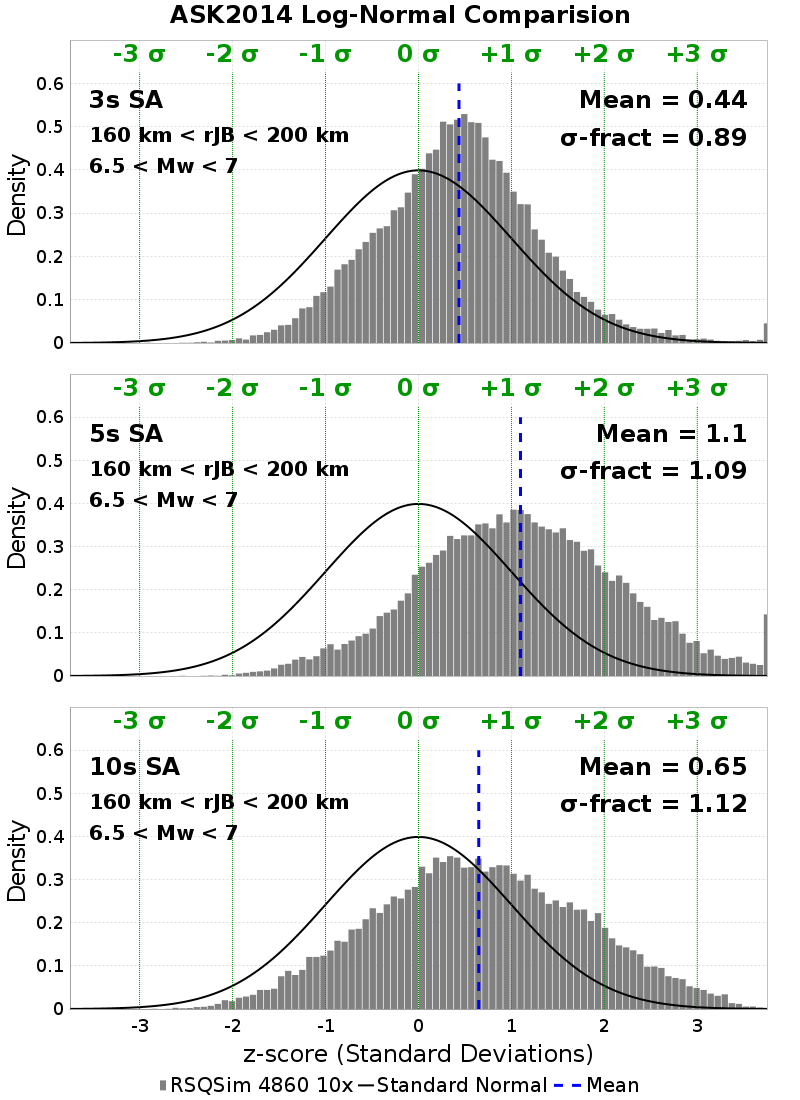 ASK2014 Log-Normal Comparision
-3 σ -2 σ -1 σ 0 σ +1 σ +2 σ +3 σ
3s SA
160 km < rJB < 200 km
6.5 < Mw < 7
Mean = 0.44
σ-fract = 0.89
Density
0.6
0.5
0.4
0.3
0.2
0.1
0
-3 σ -2 σ -1 σ 0 σ +1 σ +2 σ +3 σ
5s SA
160 km < rJB < 200 km
6.5 < Mw < 7
Mean = 1.1
σ-fract = 1.09
Density
0.6
0.5
0.4
0.3
0.2
0.1
0
-3 σ -2 σ -1 σ 0 σ +1 σ +2 σ +3 σ
10s SA
160 km < rJB < 200 km
6.5 < Mw < 7
Mean = 0.65
σ-fract = 1.12
Density
0.6
0.5
0.4
0.3
0.2
0.1
0
-3 -2 -1 0 1 2 3
z-score (Standard Deviations)
RSQSim 4860 10x Standard Normal Mean